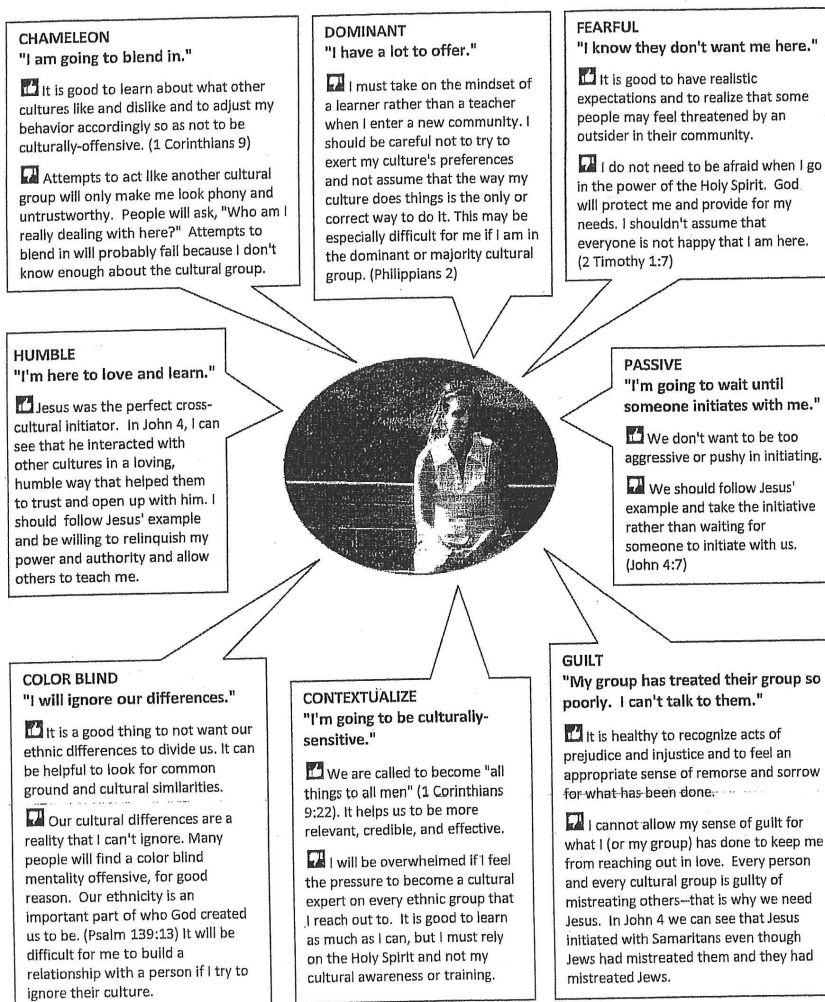 CHAMELEON
"I am going to blend in."
It is good to learn about what other
cultures like and dislike and to adjust my
behavior accordingly so as not to be
culturally-offensive. (1 Corinthians 9)
Attempts to act like another cultural
group will only make me look phony and
untrustworthy. People will ask, "Who am I
really dealing with here?" Attempts to
blend in will probably fail because I don't
know enough about the cultural group.
DOMINANT
"I have a lot to offer."
I must take on the mindset of
a learner rather than a teacher
when I enter a new community. I
should be careful not to try to
exert my culture's preferences
and not assume that the way my
culture does things is the only or
correct way to do it. This may be
especially difficult for me if I am in
the dominant or majority cultural
group. (Philippians 2)
FEARFUL
"I know they don't want me here."
It is good to have realistic
expectations and to realize that some
people may feel threatened by an
outsider in their community.
I do not need to be afraid when I go
in the power of the Holy Spirit. God
will protect me and provide for my
needs. I shouldn't assume that
everyone is not happy that I am here.
(2 Timothy 1:7)
HUMBLE
"I'm here to love and learn."
Jesus was the perfect cross-
cultural initiator. In John 4, I can
see that he interacted with
other cultures in a loving,
humble way that helped them
to trust and open up with him. I
should follow Jesus' example
and be willing to relinquish my
power and authority and allow
others to teach me.
PASSIVE
"I'm going to wait until
someone initiates with me."
We don't want to be too
aggressive or pushy in initiating.
We should follow Jesus'
example and take the initiative
rather than waiting for
someone to initiate with us.
(John 4:7)
COLOR BLIND
"I will ignore our differences."
It is a good thing to not want our
ethnic differences to divide us. It can
be helpful to look for common
ground and cultural similarities.
Our cultural differences are a
reality that I can't ignore. Many
people will find a color blind
mentality offensive, for good
reason. Our ethnicity is an
important part of who God created
us to be. (Psalm 139:13) It will be
difficult for me to build a
relationship with a person if I try to
ignore their culture.
CONTEXTUALIZE
"I'm going to be culturally-
sensitive."
We are called to become "all
things to all men" (1 Corinthians
9:22). It helps us to be more
relevant, credible, and effective.
I will be overwhelmed if I feel
the pressure to become a cultural
expert on every ethnic group that
I reach out to. It is good to learn
as much as I can, but I must rely
on the Holy Spirit and not my
cultural awareness or training.
GUILT
"My group has treated their group so
poorly. I can't talk to them."
It is healthy to recognize acts of
prejudice and injustice and to feel an
appropriate sense of remorse and sorrow
for what has been done.
I cannot allow my sense of guilt for
what I (or my group) has done to keep me
from reaching out in love. Every person
and every cultural group is guilty of
mistreating others--that is why we need
Jesus. In John 4 we can see that Jesus
initiated with Samaritans even though
Jews had mistreated them and they had
mistreated Jews.